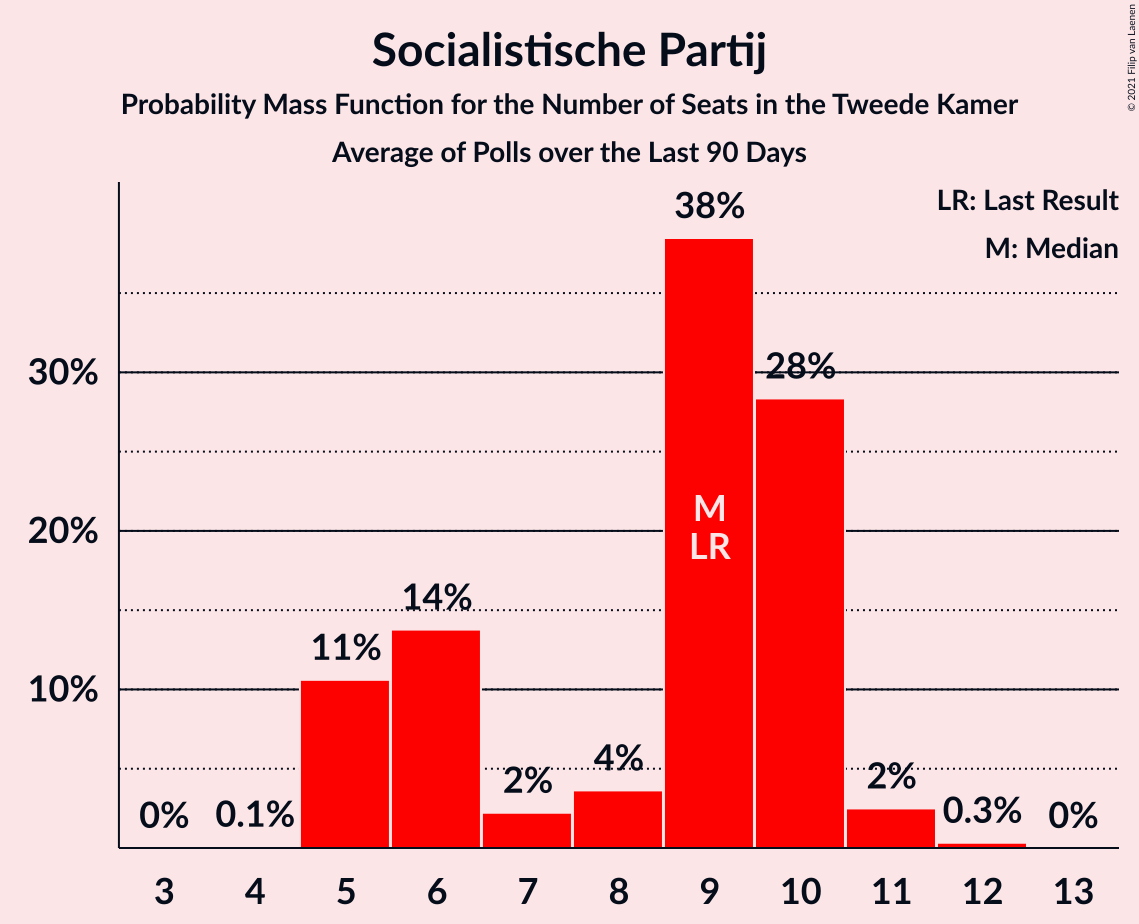 Socialistische Partij
Probability Mass Function for the Number of Seats in the Tweede Kamer
Average of Polls over the Last 90 Days
© 2021 Filip van Laenen
LR: Last Result
M: Median
38%
30%
28%
20%
M
LR
14%
11%
10%
4%
2%
2%
0%
0.1%
0.3%
0%
3 4 5 6 7 8 9 10 11 12 13